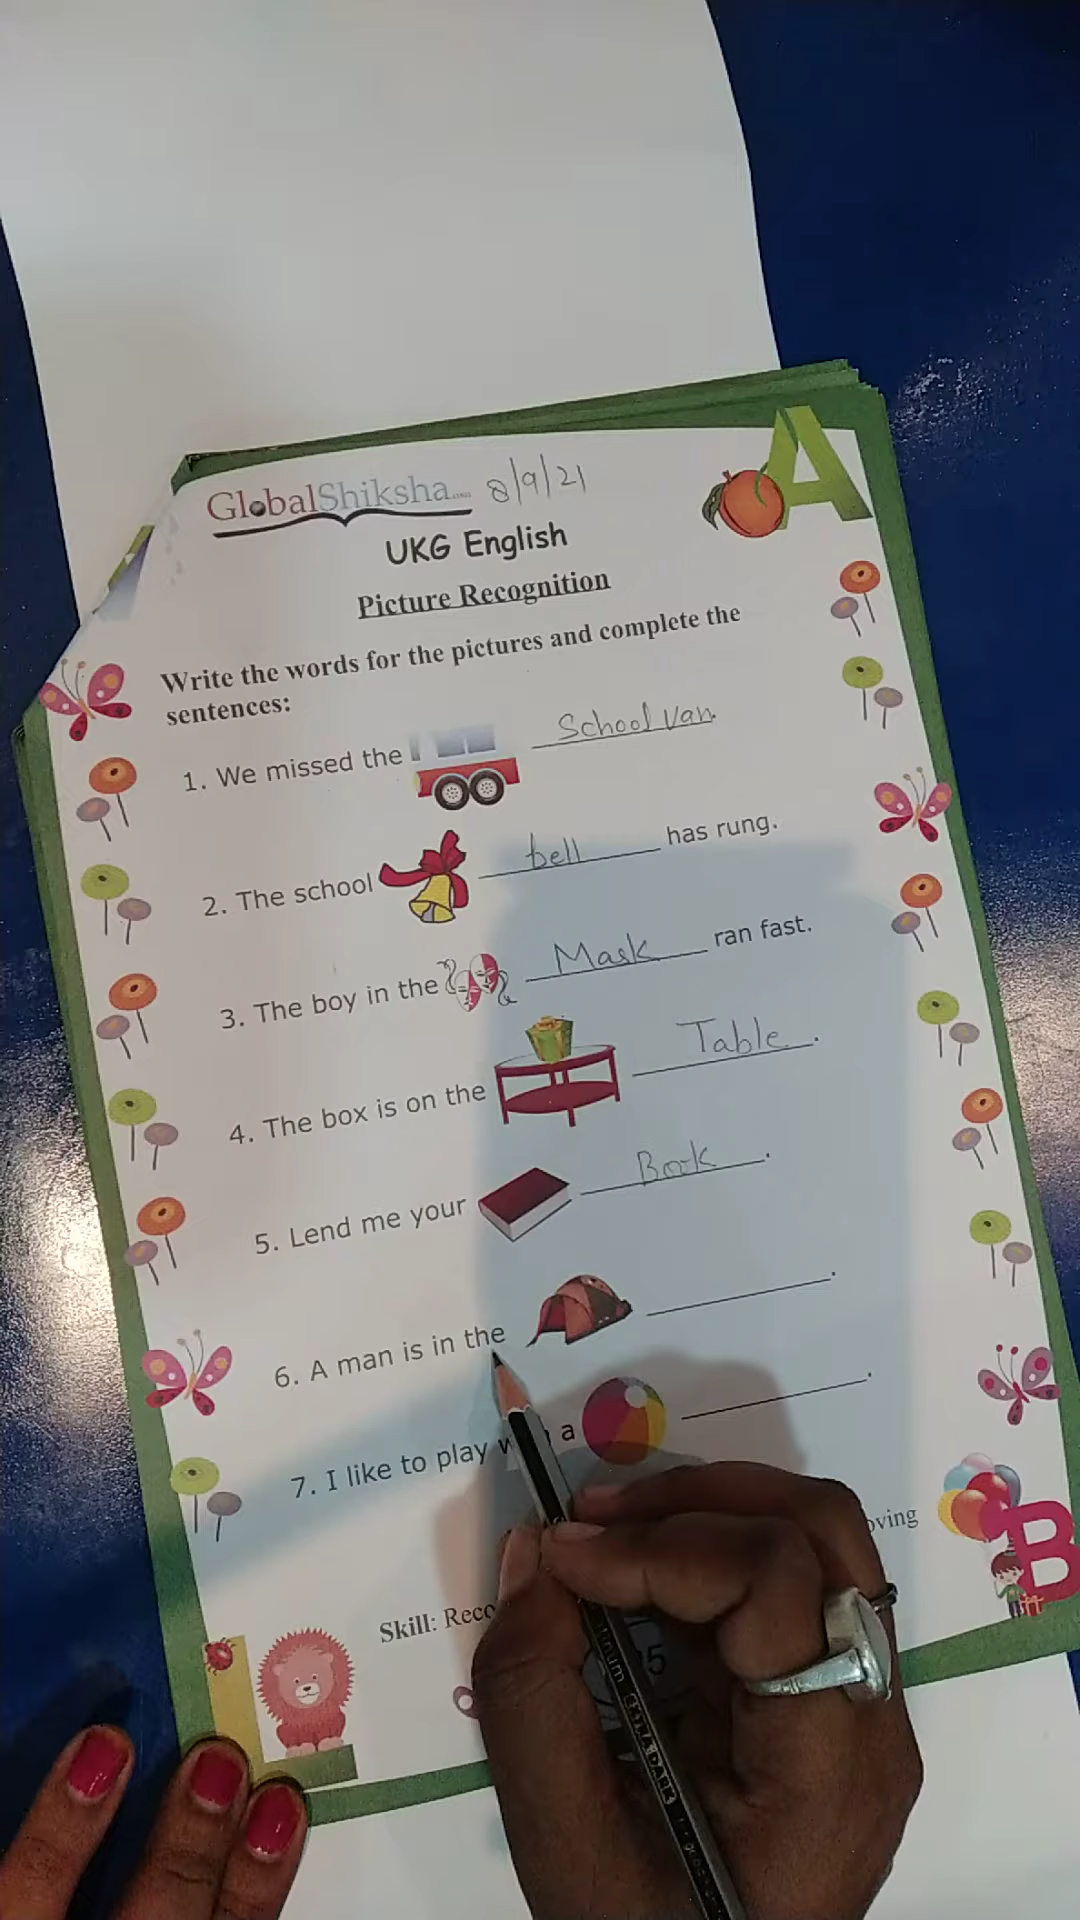 GlobalShiksha.com 8/9/21
UKG English
Picture Recognition
Write the words for the pictures and complete the
sentences:
1. We missed the School van.
2. The school bell has rung.
3. The boy in the Mask ran fast.
4. The box is on the Table.
5. Lend me your Book.
6. A man is in the .
7. I like to play a .
Skill:
A
B
L
EXTRA DARK